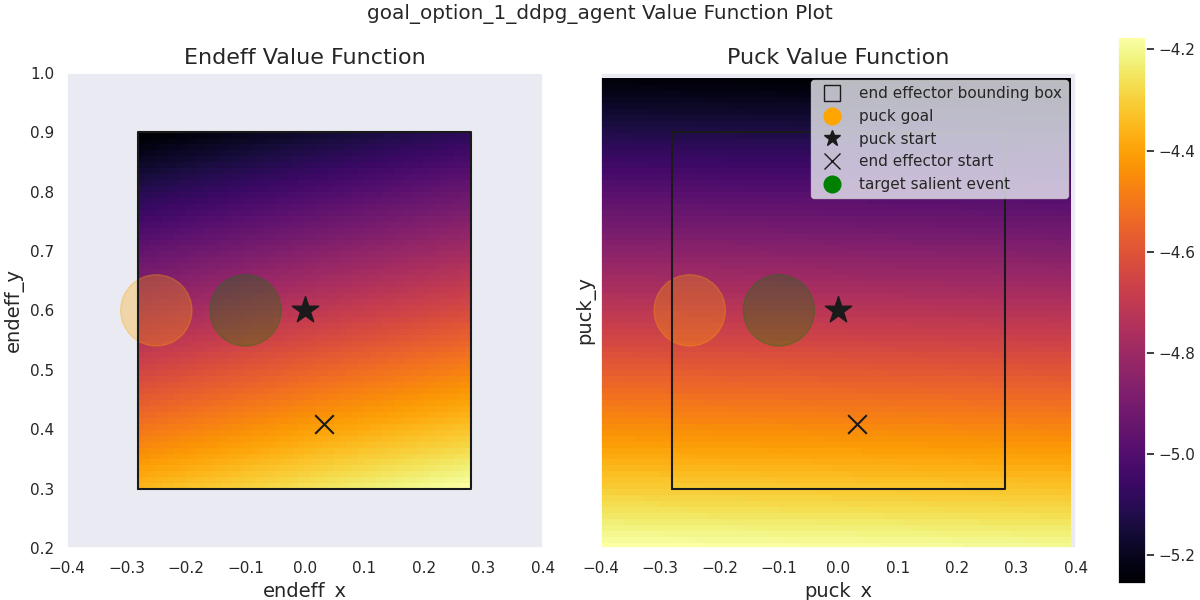 goal_option_1_ddpg_agent Value Function Plot
Endeff Value Function
endeff_y
1.0
0.9
0.8
0.7
0.6
0.5
0.4
0.3
0.2
−0.4 −0.3 −0.2 −0.1 0.0 0.1 0.2 0.3 0.4
endeff_x
Puck Value Function
end effector bounding box
puck goal
puck start
end effector start
target salient event
puck_y
−0.4 −0.3 −0.2 −0.1 0.0 0.1 0.2 0.3 0.4
puck_x
−4.2
−4.4
−4.6
−4.8
−5.0
−5.2